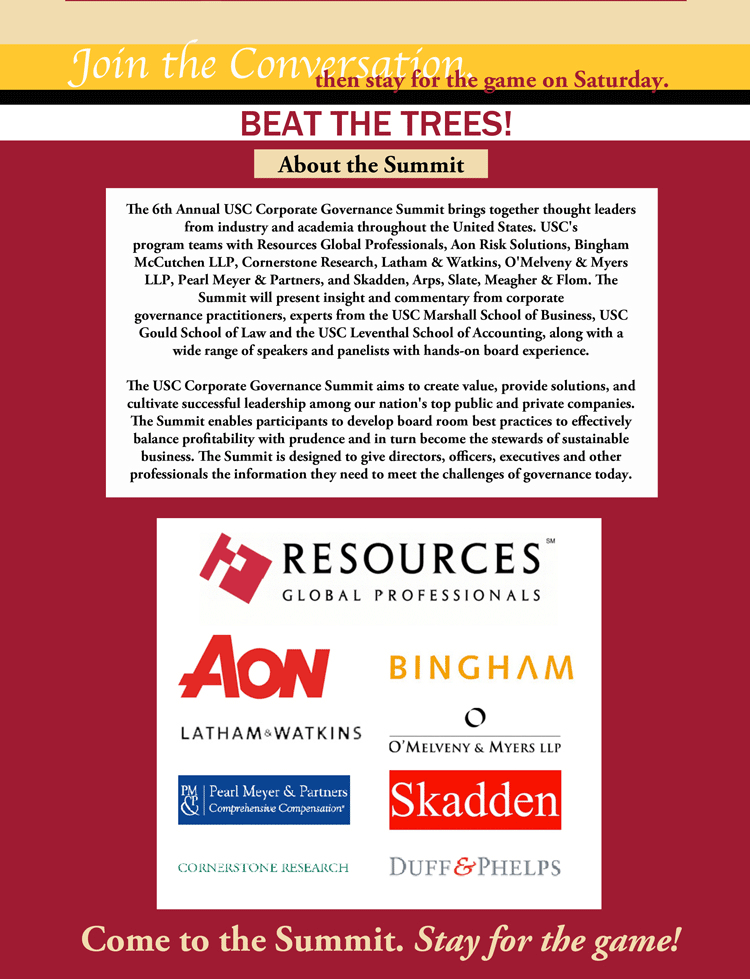 Join the Conversation,
then stay for the game on Saturday.
BEAT THE TREES!
About the Summit
The 6th Annual USC Corporate Governance Summit brings together thought leaders
from industry and academia throughout the United States. USC's
program teams with Resources Global Professionals, Aon Risk Solutions, Bingham
McCutchen LLP, Cornerstone Research, Latham & Watkins, O'Melveny & Myers
LLP, Pearl Meyer & Partners, and Skadden, Arps, Slate, Meagher & Flom. The
Summit will present insight and commentary from corporate
governance practitioners, experts from the USC Marshall School of Business, USC
Gould School of Law and the USC Leventhal School of Accounting, along with a
wide range of speakers and panelists with hands-on board experience.
The USC Corporate Governance Summit aims to create value, provide solutions, and
cultivate successful leadership among our nation's top public and private companies.
The Summit enables participants to develop board room best practices to effectively
balance profitability with prudence and in turn become the stewards of sustainable
business. The Summit is designed to give directors, officers, executives and other
professionals the information they need to meet the challenges of governance today.
RESOURCES SM
GLOBAL PROFESSIONALS
AON
BINGHAM
LATHAM&WATKINS
O
O'MELVENY & MYERS LLP
PM&P
Pearl Meyer & Partners
Comprehensive Compensation®
Skadden
CORNERSTONE RESEARCH
DUFF&PHELPS
Come to the Summit. Stay for the game!